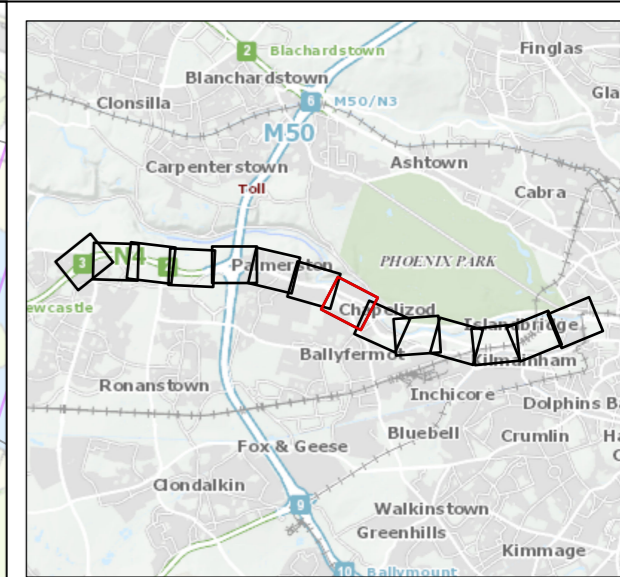 Finglas
2
Blachardstown
Blanchardstown
Clonsilla
6
M50/N3
Gla
M50
Carpenterstown
Ashtown
Toll
Cabra
N4
3
Palmerston
PHOENIX PARK
ewcastle
Chapelizod
Islandbridge
Ballyfermot
Kilmainham
Ronanstown
Inchicore
Dolphins Ba
Bluebell
Crumlin
Ha
Fox & Geese
C
Clondalkin
9
Walkinstown
Greenhills
Kimmage
10
Ballymount